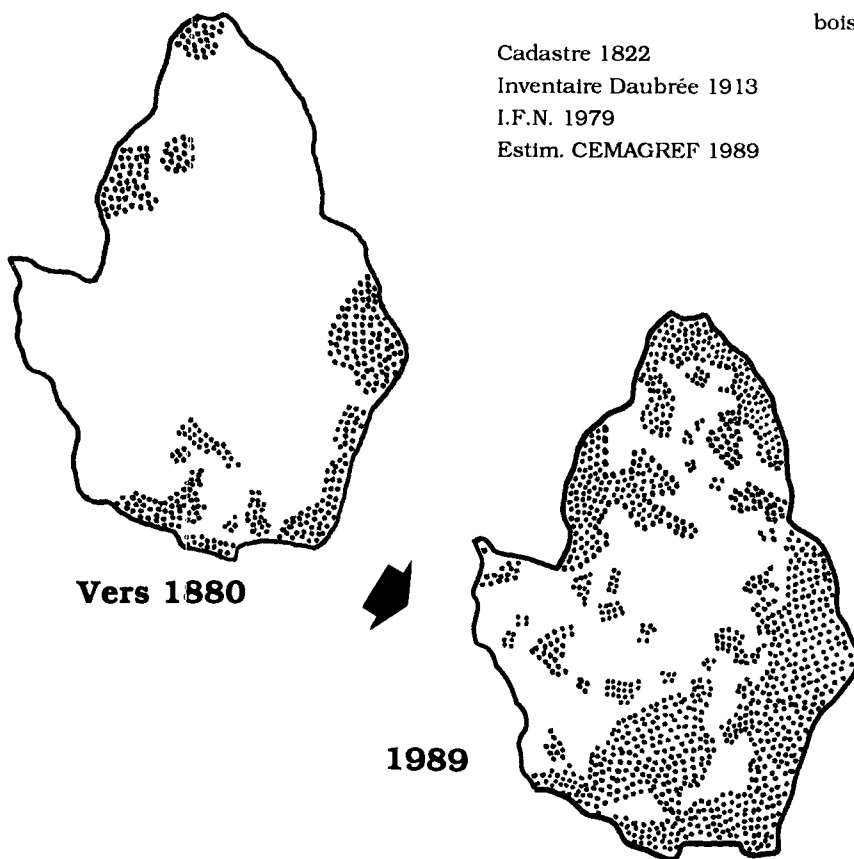 bois
Cadastre 1822
Inventaire Daubrée 1913
I.F.N. 1979
Estim. CEMAGREF 1989
Vers 1880
1989